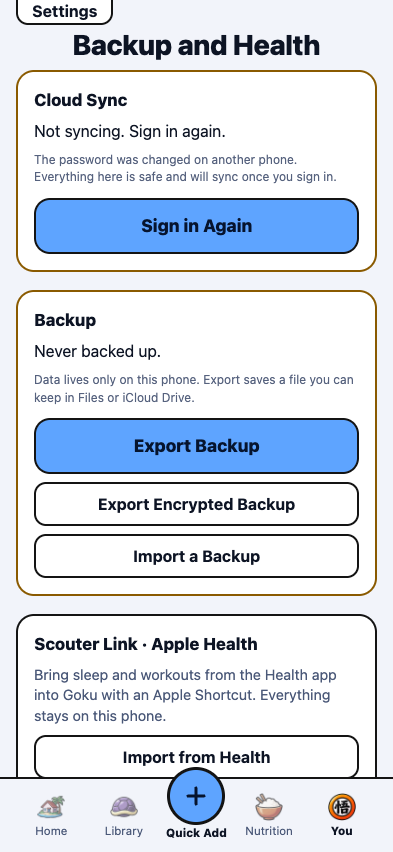 Settings
Backup and Health
Cloud Sync
Not syncing. Sign in again.
The password was changed on another phone.
Everything here is safe and will sync once you sign in.
Sign in Again
Backup
Never backed up.
Data lives only on this phone. Export saves a file you can
keep in Files or iCloud Drive.
Export Backup
Export Encrypted Backup
Import a Backup
Scouter Link · Apple Health
Bring sleep and workouts from the Health app
into Goku with an Apple Shortcut. Everything
stays on this phone.
Import from Health
悟
Home
Library
Quick Add
Nutrition
You